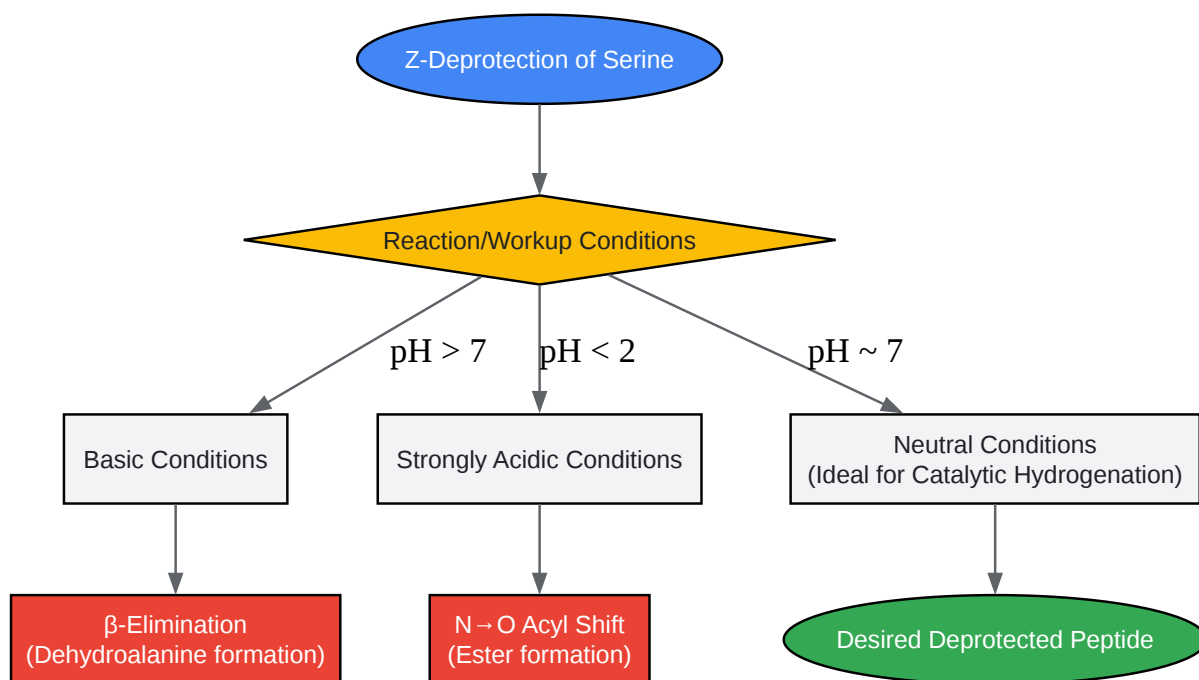 Z-Deprotection of Serine
Reaction/Workup Conditions
pH > 7
pH < 2
pH ~ 7
Basic Conditions
Strongly Acidic Conditions
Neutral Conditions
(Ideal for Catalytic Hydrogenation)
β-Elimination
(Dehydroalanine formation)
N→O Acyl Shift
(Ester formation)
Desired Deprotected Peptide